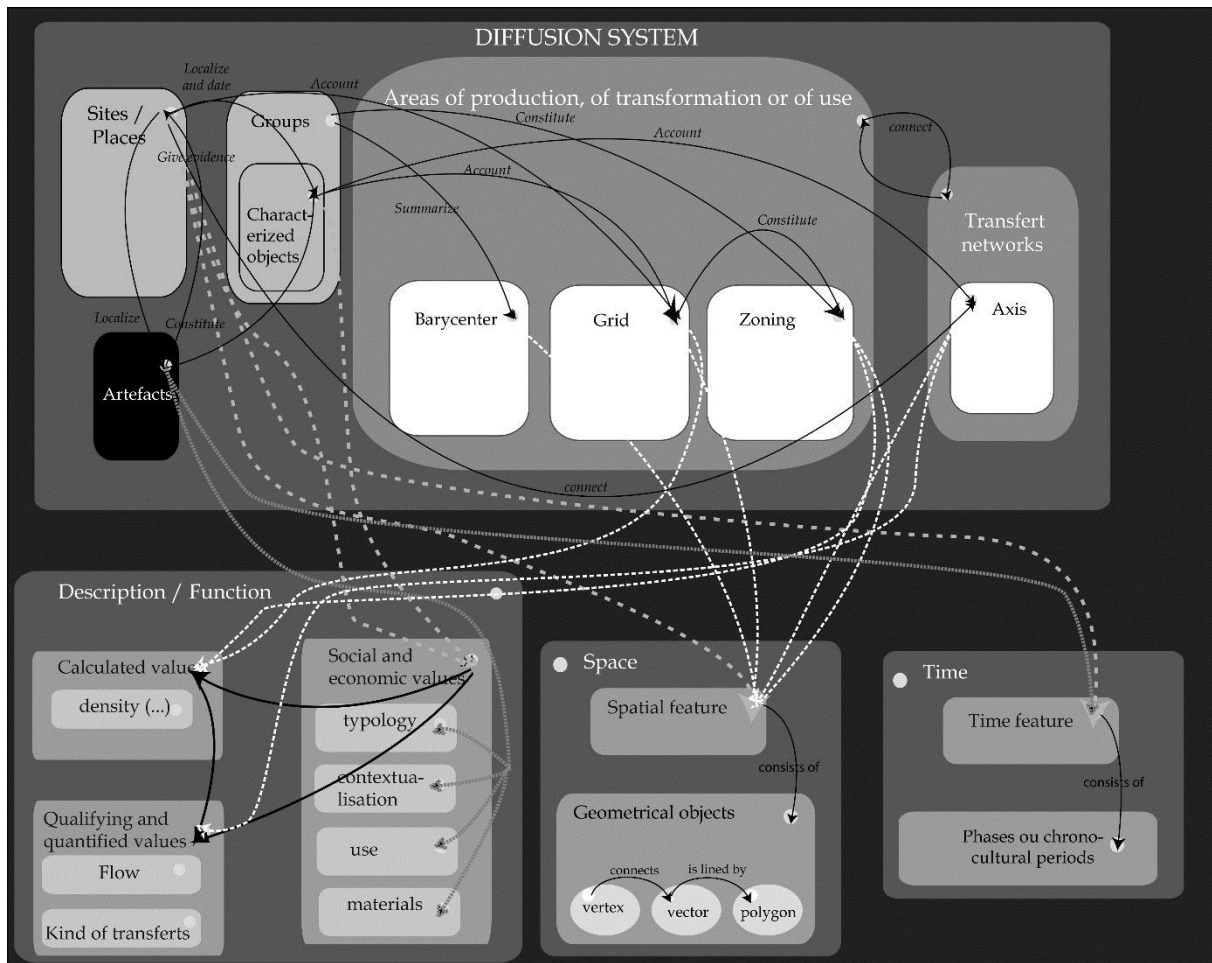 DIFFUSION SYSTEM
Localize
and date
Account
Sites /
Places
Groups
Areas of production, of transformation or of use
Constitute
Account
connect
Give evidence
Account
Character-
erized
objects
Summarize
Constitute
Transfert
networks
Barycenter
Grid
Zoning
Axis
Localize
Constitute
Artefacts
connect
Description / Function
Calculated value
density (...)
Social and
economic values
typology
contextua-
lisation
use
materials
Qualifying and
quantified values
Flow
Kind of transferts
Space
Spatial feature
consists of
Geometrical objects
connects
is lined by
vertex
vector
polygon
Time
Time feature
consists of
Phases ou chrono-
cultural periods